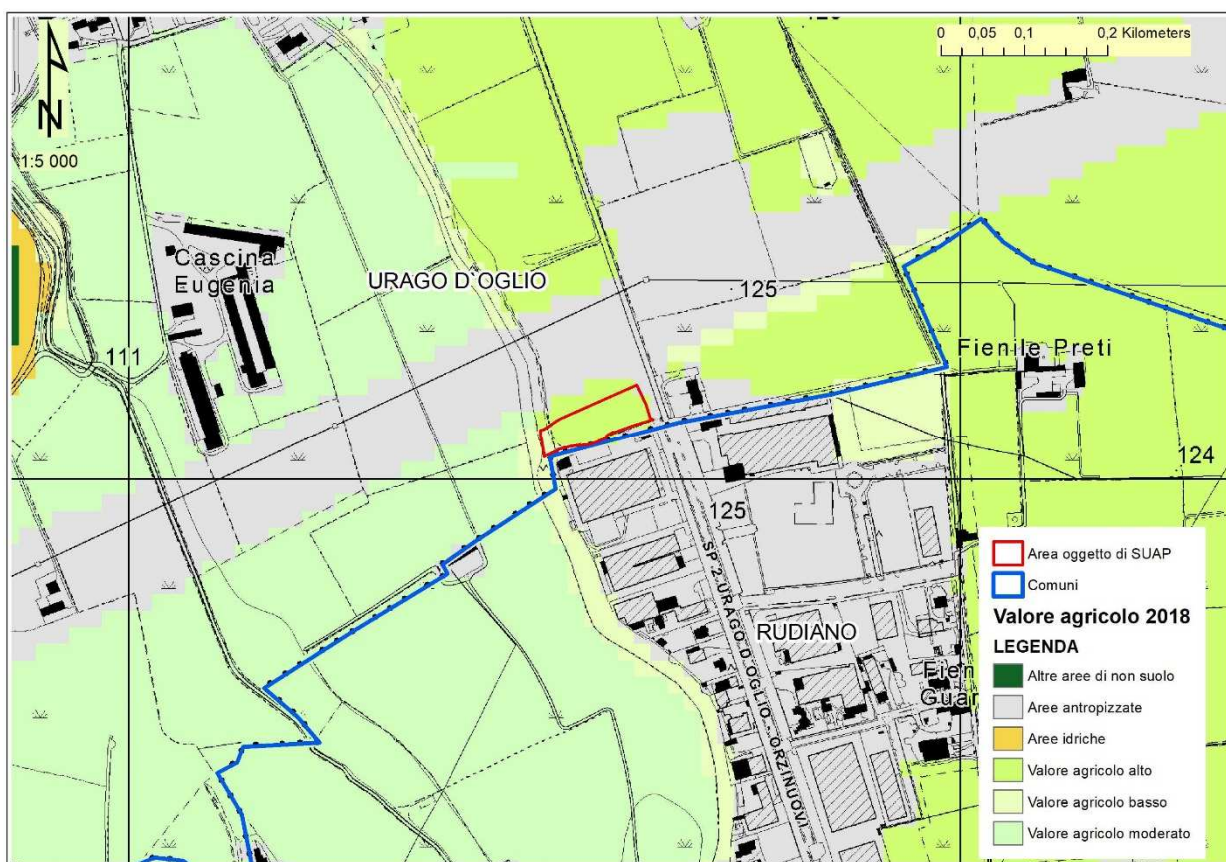 0 0,05 0,1 0,2 Kilometers
N
1:5 000
Cascina
Eugenia
URAGO D`OGLIO
125
Fienile Preti
111
124
125
SP 2 URAGO D`OGLIO - ORZINUOVI
RUDIANO
Fien
Guar
Area oggetto di SUAP
Comuni
Valore agricolo 2018
LEGENDA
Altre aree di non suolo
Aree antropizzate
Aree idriche
Valore agricolo alto
Valore agricolo basso
Valore agricolo moderato